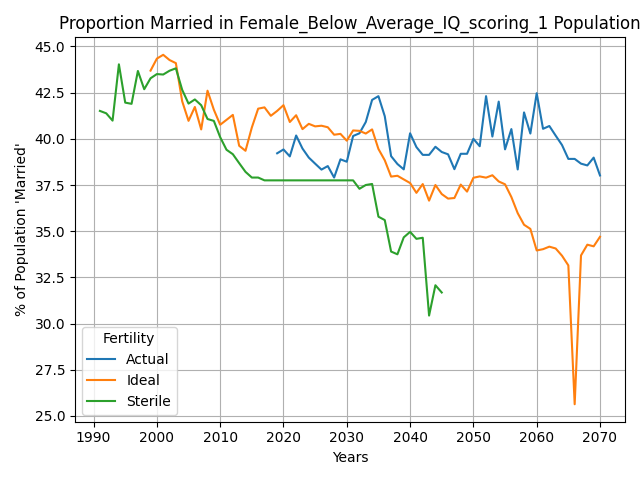 Proportion Married in Female_Below_Average_IQ_scoring_1 Population
% of Population 'Married'
45.0
42.5
40.0
37.5
35.0
32.5
30.0
27.5
25.0
Fertility
Actual
Ideal
Sterile
1990 2000 2010 2020 2030 2040 2050 2060 2070
Years